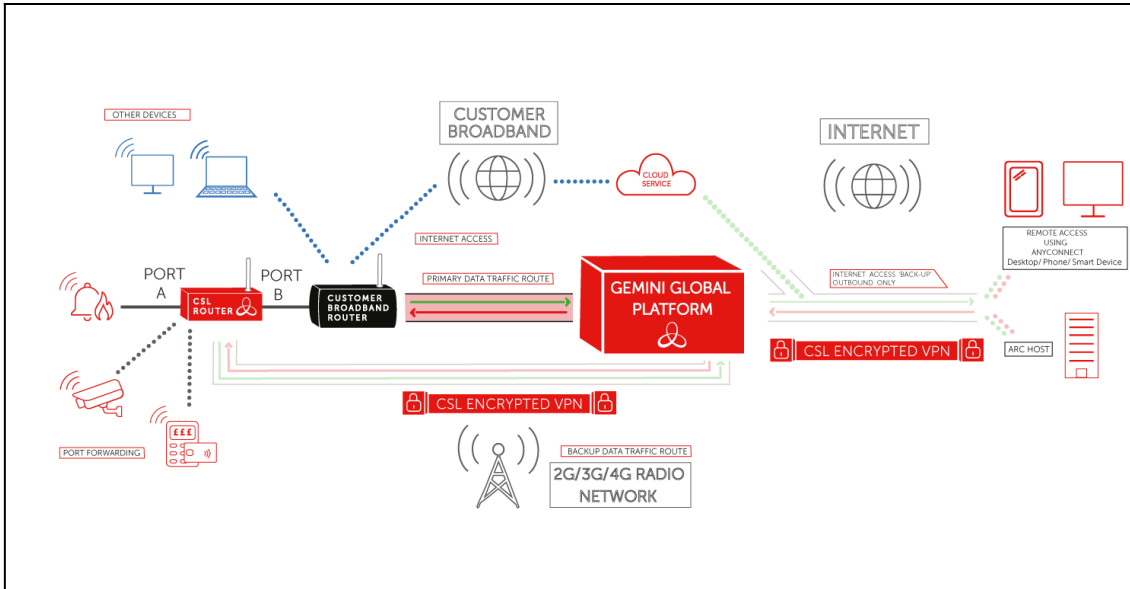 OTHER DEVICES
CUSTOMER
BROADBAND
INTERNET
CLOUD
SERVICE
INTERNET ACCESS
REMOTE ACCESS
USING
ANYCONNECT
Desktop/ Phone/ Smart Device
PORT
A
PORT
B
PRIMARY DATA TRAFFIC ROUTE
INTERNET ACCESS 'BACK-UP'
OUTBOUND ONLY
CSL
ROUTER
CUSTOMER
BROADBAND
ROUTER
GEMINI GLOBAL
PLATFORM
CSL ENCRYPTED VPN
ARC HOST
CSL ENCRYPTED VPN
£££
PORT FORWARDING
BACKUP DATA TRAFFIC ROUTE
2G/3G/4G RADIO
NETWORK